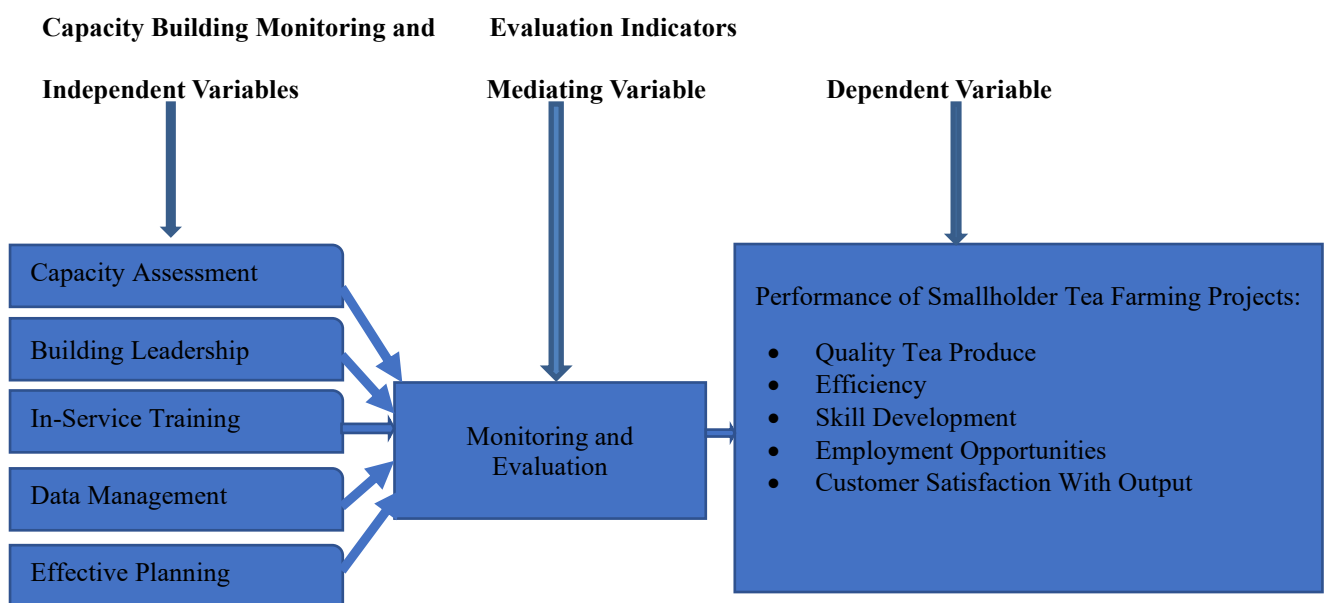 Capacity Building Monitoring and Evaluation Indicators
Independent Variables
Mediating Variable
Dependent Variable
Capacity Assessment
Building Leadership
In-Service Training
Data Management
Effective Planning
Monitoring and
Evaluation
Performance of Smallholder Tea Farming Projects:
• Quality Tea Produce
• Efficiency
• Skill Development
• Employment Opportunities
• Customer Satisfaction With Output